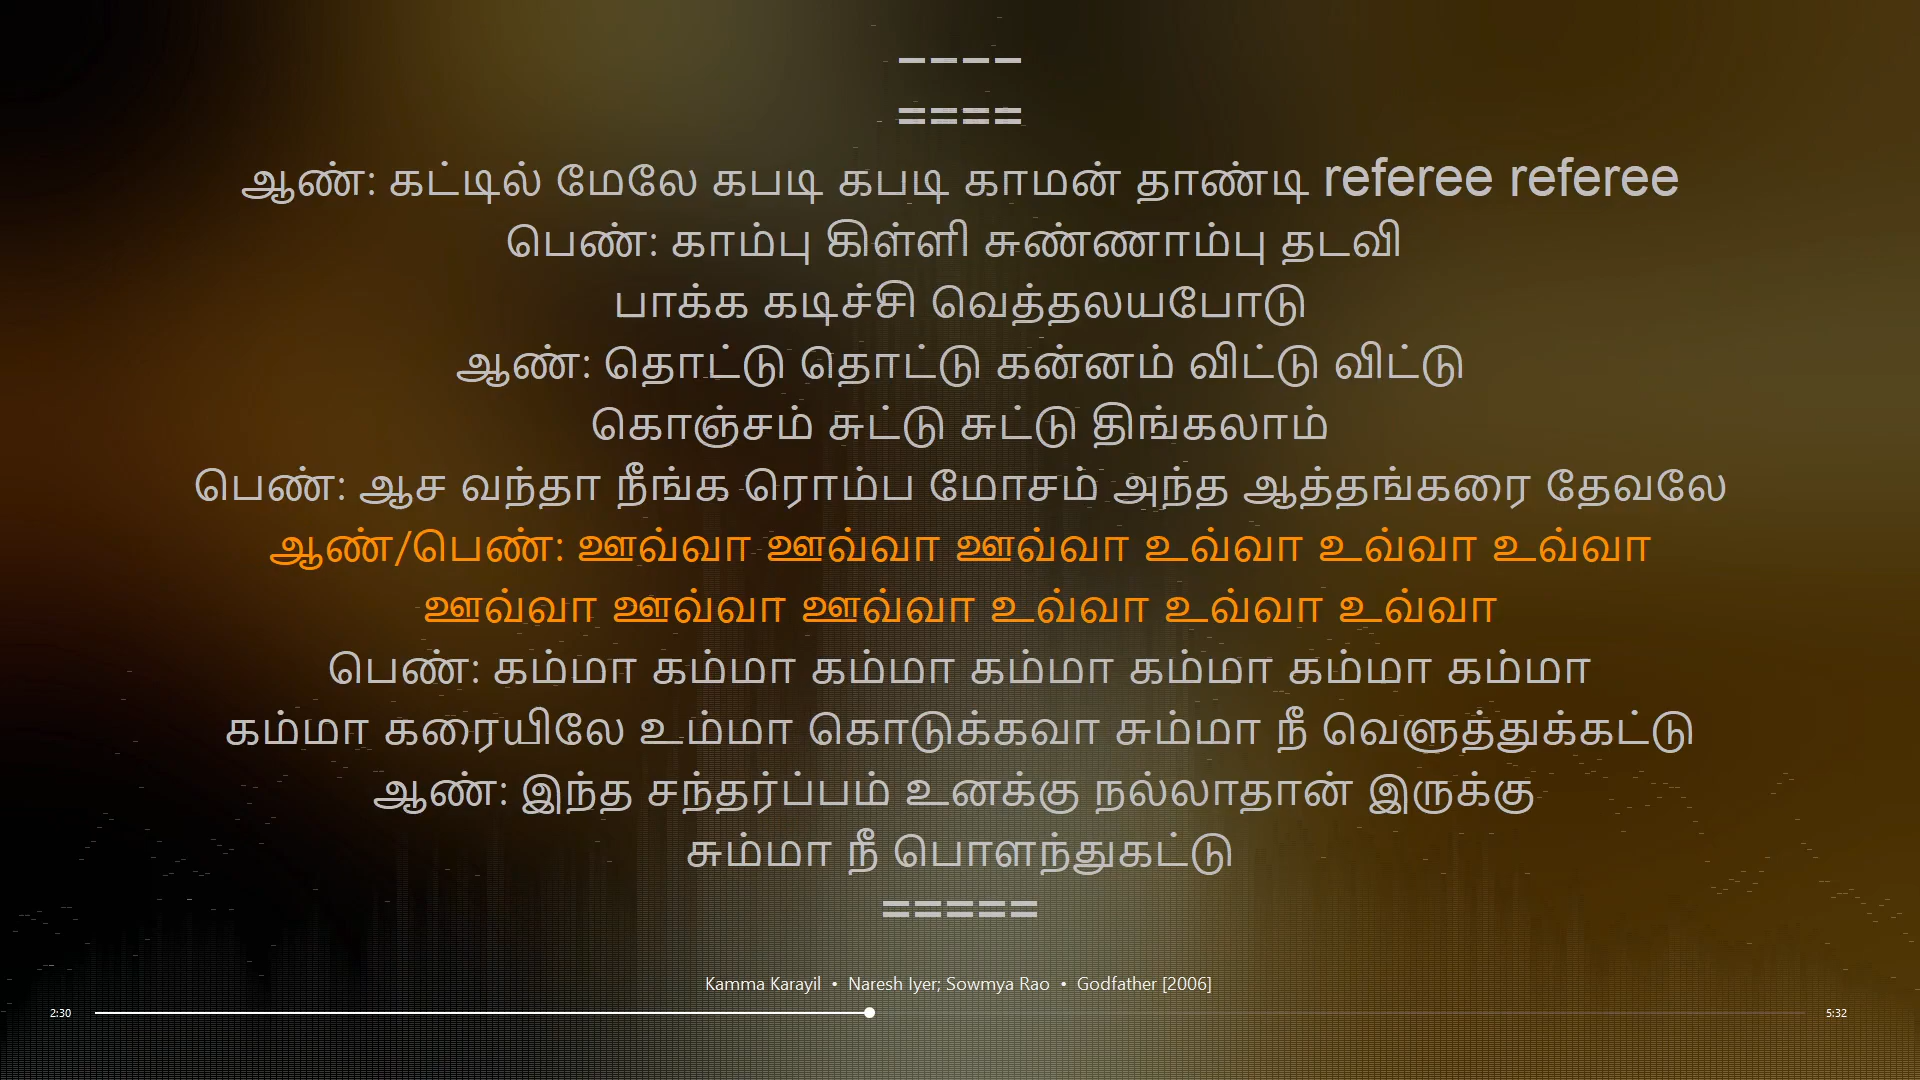 ----
====
ஆண்: கட்டில் மேலே கபடி கபடி காமன் தாண்டி referee referee
பெண்: காம்பு கிள்ளி சுண்ணாம்பு தடவி
பாக்க கடிச்சி வெத்தலயபோடு
ஆண்: தொட்டு தொட்டு கன்னம் விட்டு விட்டு
கொஞ்சம் சுட்டு சுட்டு திங்கலாம்
பெண்: ஆச வந்தா நீங்க ரொம்ப மோசம் அந்த ஆத்தங்கரை தேவலே
ஆண்/பெண்: ஊவ்வா ஊவ்வா ஊவ்வா உவ்வா உவ்வா உவ்வா
ஊவ்வா ஊவ்வா ஊவ்வா உவ்வா உவ்வா உவ்வா
பெண்: கம்மா கம்மா கம்மா கம்மா கம்மா கம்மா கம்மா
கம்மா கரையிலே உம்மா கொடுக்கவா சும்மா நீ வெளுத்துக்கட்டு
ஆண்: இந்த சந்தர்ப்பம் உனக்கு நல்லாதான் இருக்கு
சும்மா நீ பொளந்துகட்டு
=====
Kamma Karayil • Naresh Iyer; Sowmya Rao • Godfather [2006]
2:30 5:32